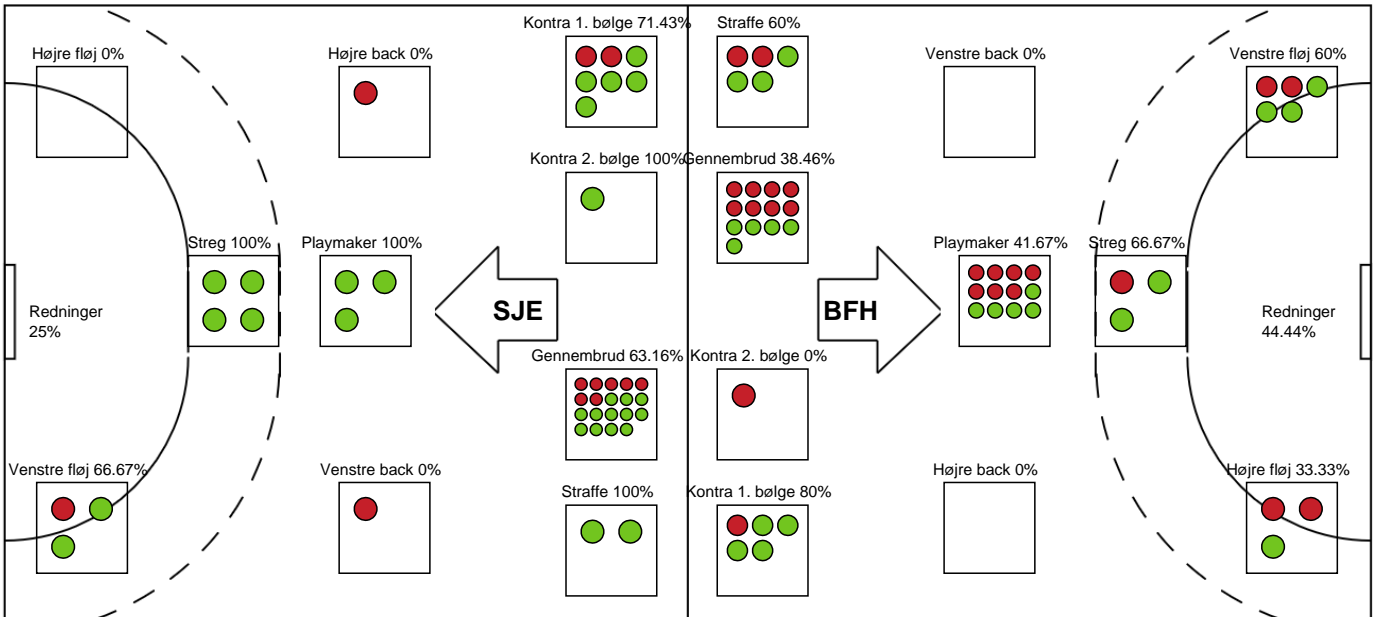 Kontra 1. bølge 71.43%
Straffe 60%
Højre fløj 0%
Højre back 0%
Venstre back 0%
Venstre fløj 60%
Kontra 2. bølge 100%
Gennembrud 38.46%
Streg 100%
Playmaker 100%
Playmaker 41.67%
Streg 66.67%
Redninger
25%
SJE
BFH
Redninger
44.44%
Gennembrud 63.16%
Kontra 2. bølge 0%
Venstre fløj 66.67%
Venstre back 0%
Højre back 0%
Højre fløj 33.33%
Straffe 100%
Kontra 1. bølge 80%